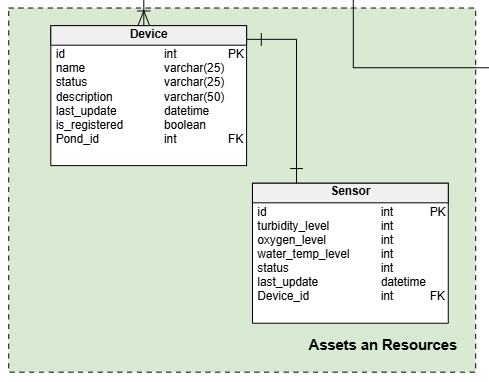 Device
id int PK
name varchar(25)
status varchar(25)
description varchar(50)
last_update datetime
is_registered boolean
Pond_id int FK
Sensor
id int PK
turbidity_level int
oxygen_level int
water_temp_level int
status int
last_update datetime
Device_id int FK
Assets an Resources